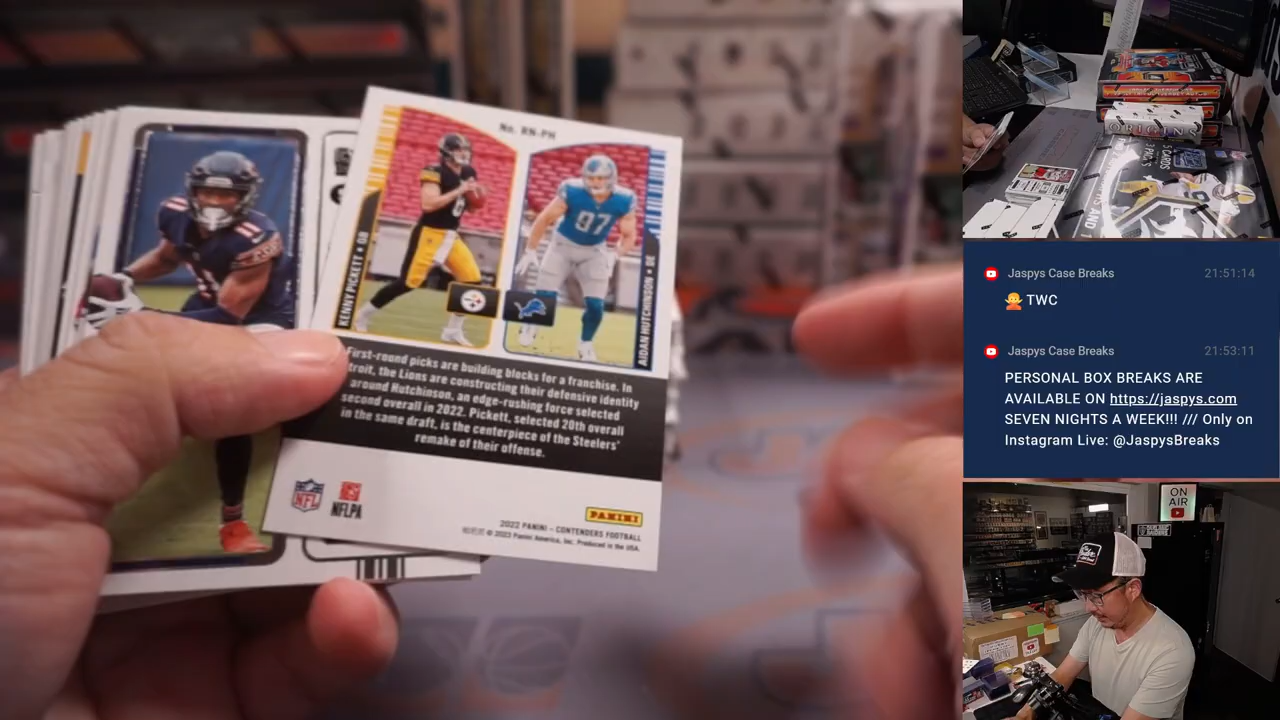 No. RN-PH
KENNY PICKETT • QB
AIDAN HUTCHINSON • DE
8
97
11
First-round picks are building blocks for a franchise. In
troit, the Lions are constructing their defensive identity
around Hutchinson, an edge-rushing force selected
second overall in 2022. Pickett, selected 20th overall
in the same draft, is the centerpiece of the Steelers'
remake of their offense.
NFL
NFLPA
PANINI
2022 PANINI – CONTENDERS FOOTBALL
© 2023 Panini America, Inc. Produced in the USA.
ORIGINS
5 CARDS
Jaspys Case Breaks 21:51:14
🙅 TWC
Jaspys Case Breaks 21:53:11
PERSONAL BOX BREAKS ARE
AVAILABLE ON https://jaspys.com
SEVEN NIGHTS A WEEK!!! /// Only on
Instagram Live: @JaspysBreaks
ON
AIR